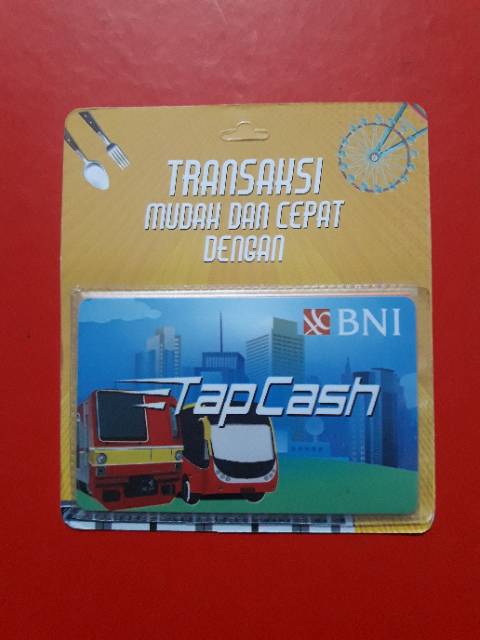 TRANSAKSI
MUDAH DAN CEPAT
DENGAN
BNI
TapCash